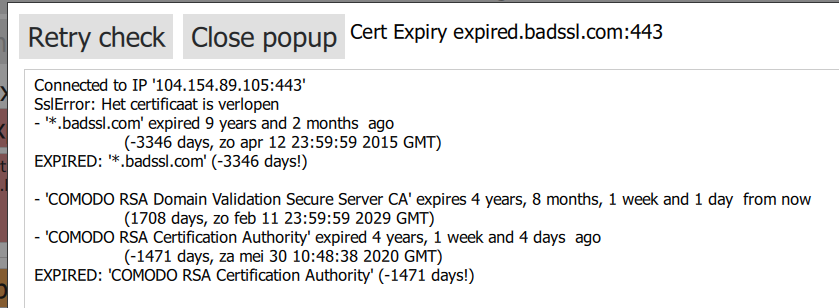 Retry check Close popup Cert Expiry expired.badssl.com:443
Connected to IP '104.154.89.105:443'
SslError: Het certificaat is verlopen
- '*.badssl.com' expired 9 years and 2 months  ago
(-3346 days, zo apr 12 23:59:59 2015 GMT)
EXPIRED: '*.badssl.com' (-3346 days!)
- 'COMODO RSA Domain Validation Secure Server CA' expires 4 years, 8 months, 1 week and 1 day  from now
(1708 days, zo feb 11 23:59:59 2029 GMT)
- 'COMODO RSA Certification Authority' expired 4 years, 1 week and 4 days  ago
(-1471 days, za mei 30 10:48:38 2020 GMT)
EXPIRED: 'COMODO RSA Certification Authority' (-1471 days!)